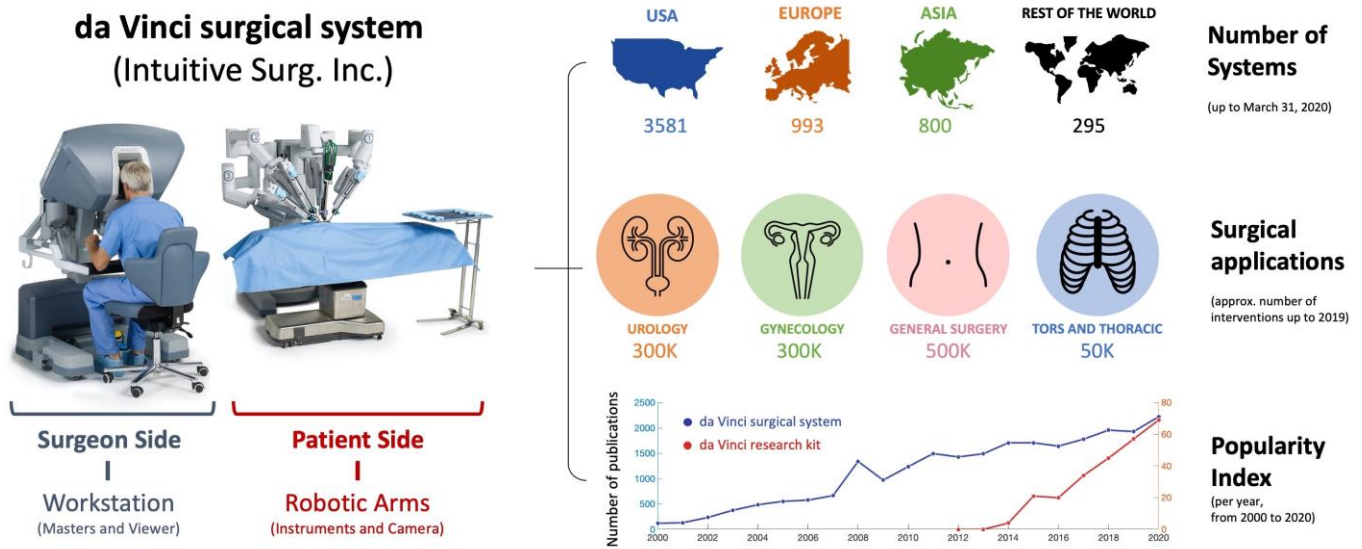 da Vinci surgical system
(Intuitive Surg. Inc.)
2
1
3
Surgeon Side
Workstation
(Masters and Viewer)
Patient Side
Robotic Arms
(Instruments and Camera)
USA
EUROPE
ASIA
REST OF THE WORLD
3581
993
800
295
Number of
Systems
(up to March 31, 2020)
UROLOGY
GYNECOLOGY
GENERAL SURGERY
TORS AND THORACIC
300K
300K
500K
50K
Surgical
applications
(approx. number of
interventions up to 2019)
Number of publications
2500
2000
1500
1000
500
0
da Vinci surgical system
da Vinci research kit
80
60
40
20
0
2000
2002
2004
2006
2008
2010
2012
2014
2016
2018
2020
Popularity
Index
(per year,
from 2000 to 2020)